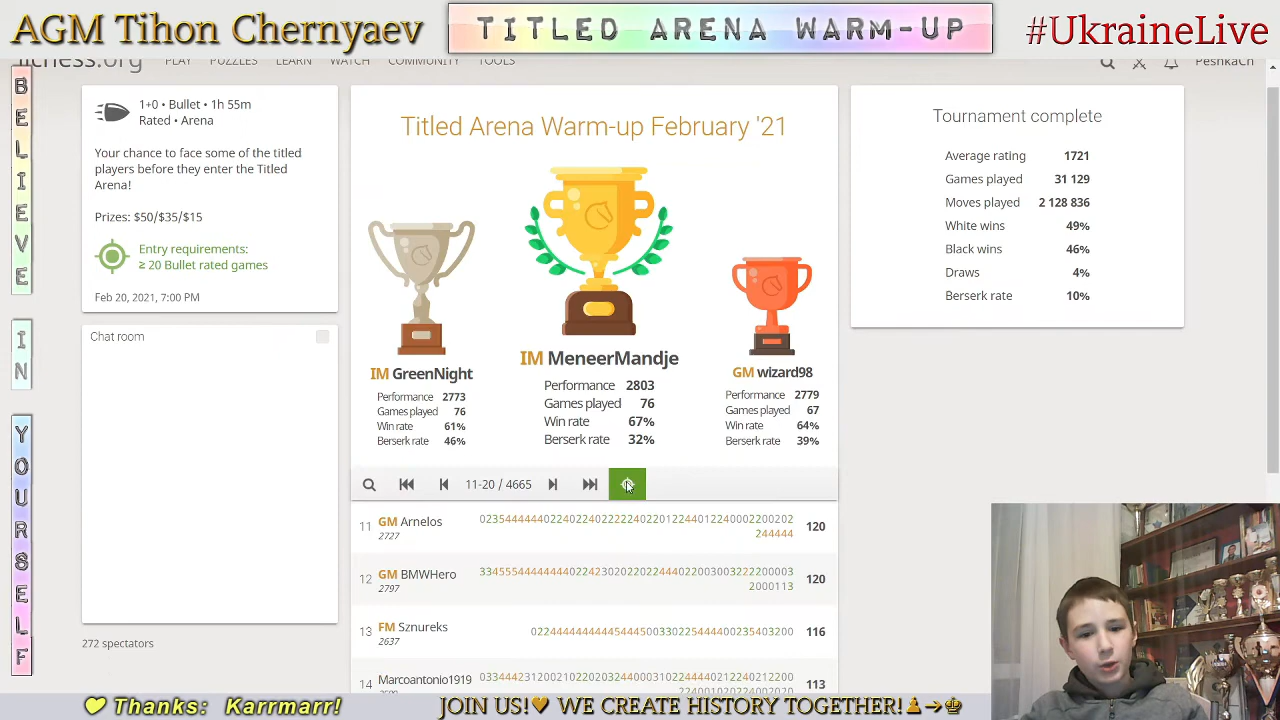 AGM Tihon Chernyaev
TITLED ARENA WARM-UP
#UkraineLive
lichess.org
PLAY PUZZLES LEARN WATCH COMMUNITY TOOLS
PeshkaCh
BELIEVE
IN
YOURSELF
1+0 • Bullet • 1h 55m
Rated • Arena
Your chance to face some of the titled
players before they enter the Titled
Arena!
Prizes: $50/$35/$15
Entry requirements:
≥ 20 Bullet rated games
Feb 20, 2021, 7:00 PM
Chat room
272 spectators
Titled Arena Warm-up February '21
IM GreenNight
Performance 2773
Games played 76
Win rate 61%
Berserk rate 46%
IM MeneerMandje
Performance 2803
Games played 76
Win rate 67%
Berserk rate 32%
GM wizard98
Performance 2779
Games played 67
Win rate 64%
Berserk rate 39%
11-20 / 4665
11 GM Arnelos 120
2727
244444
12 GM BMWHero 120
2797
2000113
13 FM Sznureks 116
2637
14 Marcoantonio1919 113
Tournament complete
Average rating 1721
Games played 31 129
Moves played 2 128 836
White wins 49%
Black wins 46%
Draws 4%
Berserk rate 10%
Thanks: Karrmarr!
JOIN US! WE CREATE HISTORY TOGETHER!